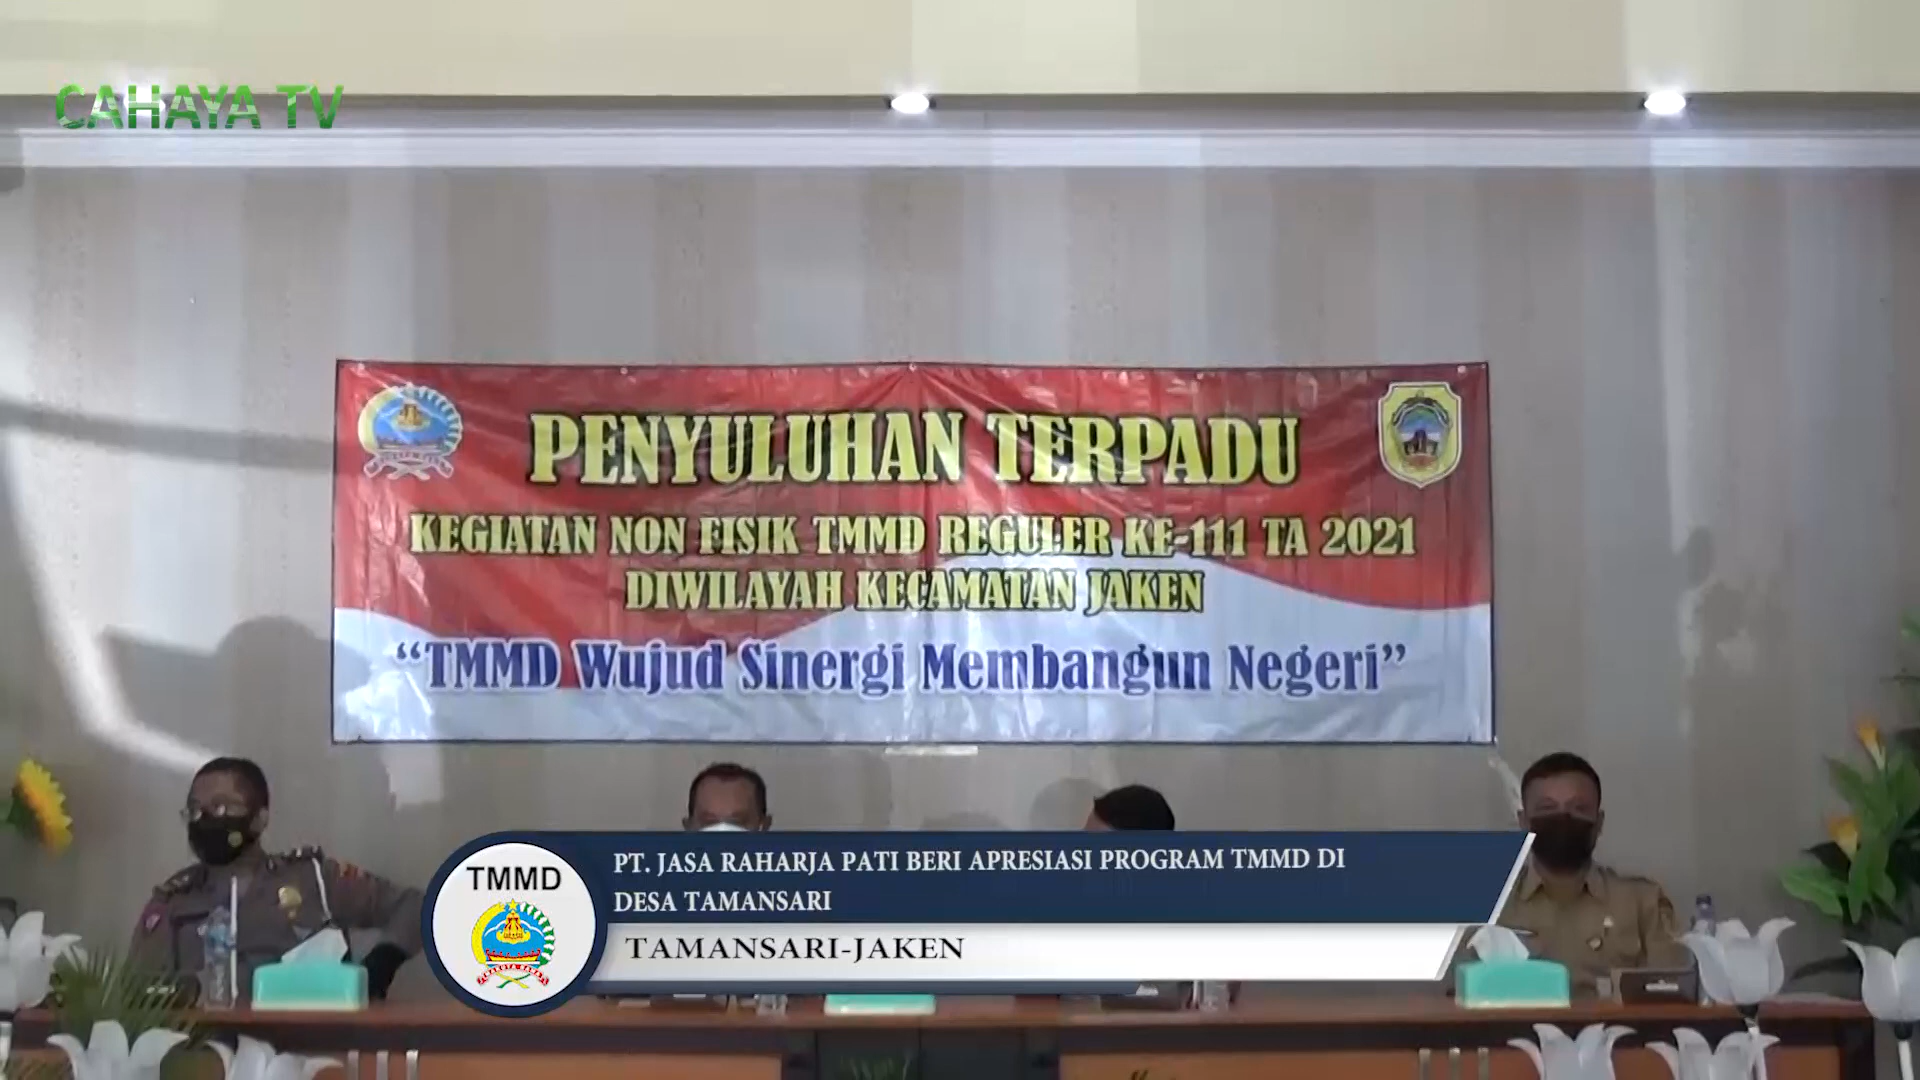 CAHAYA TV
PENYULUHAN TERPADU
KEGIATAN NON FISIK TMMD REGULER KE-111 TA 2021
DIWILAYAH KECAMATAN JAKEN
“TMMD Wujud Sinergi Membangun Negeri”
TMMD
PT. JASA RAHARJA PATI BERI APRESIASI PROGRAM TMMD DI
DESA TAMANSARI
TAMANSARI-JAKEN